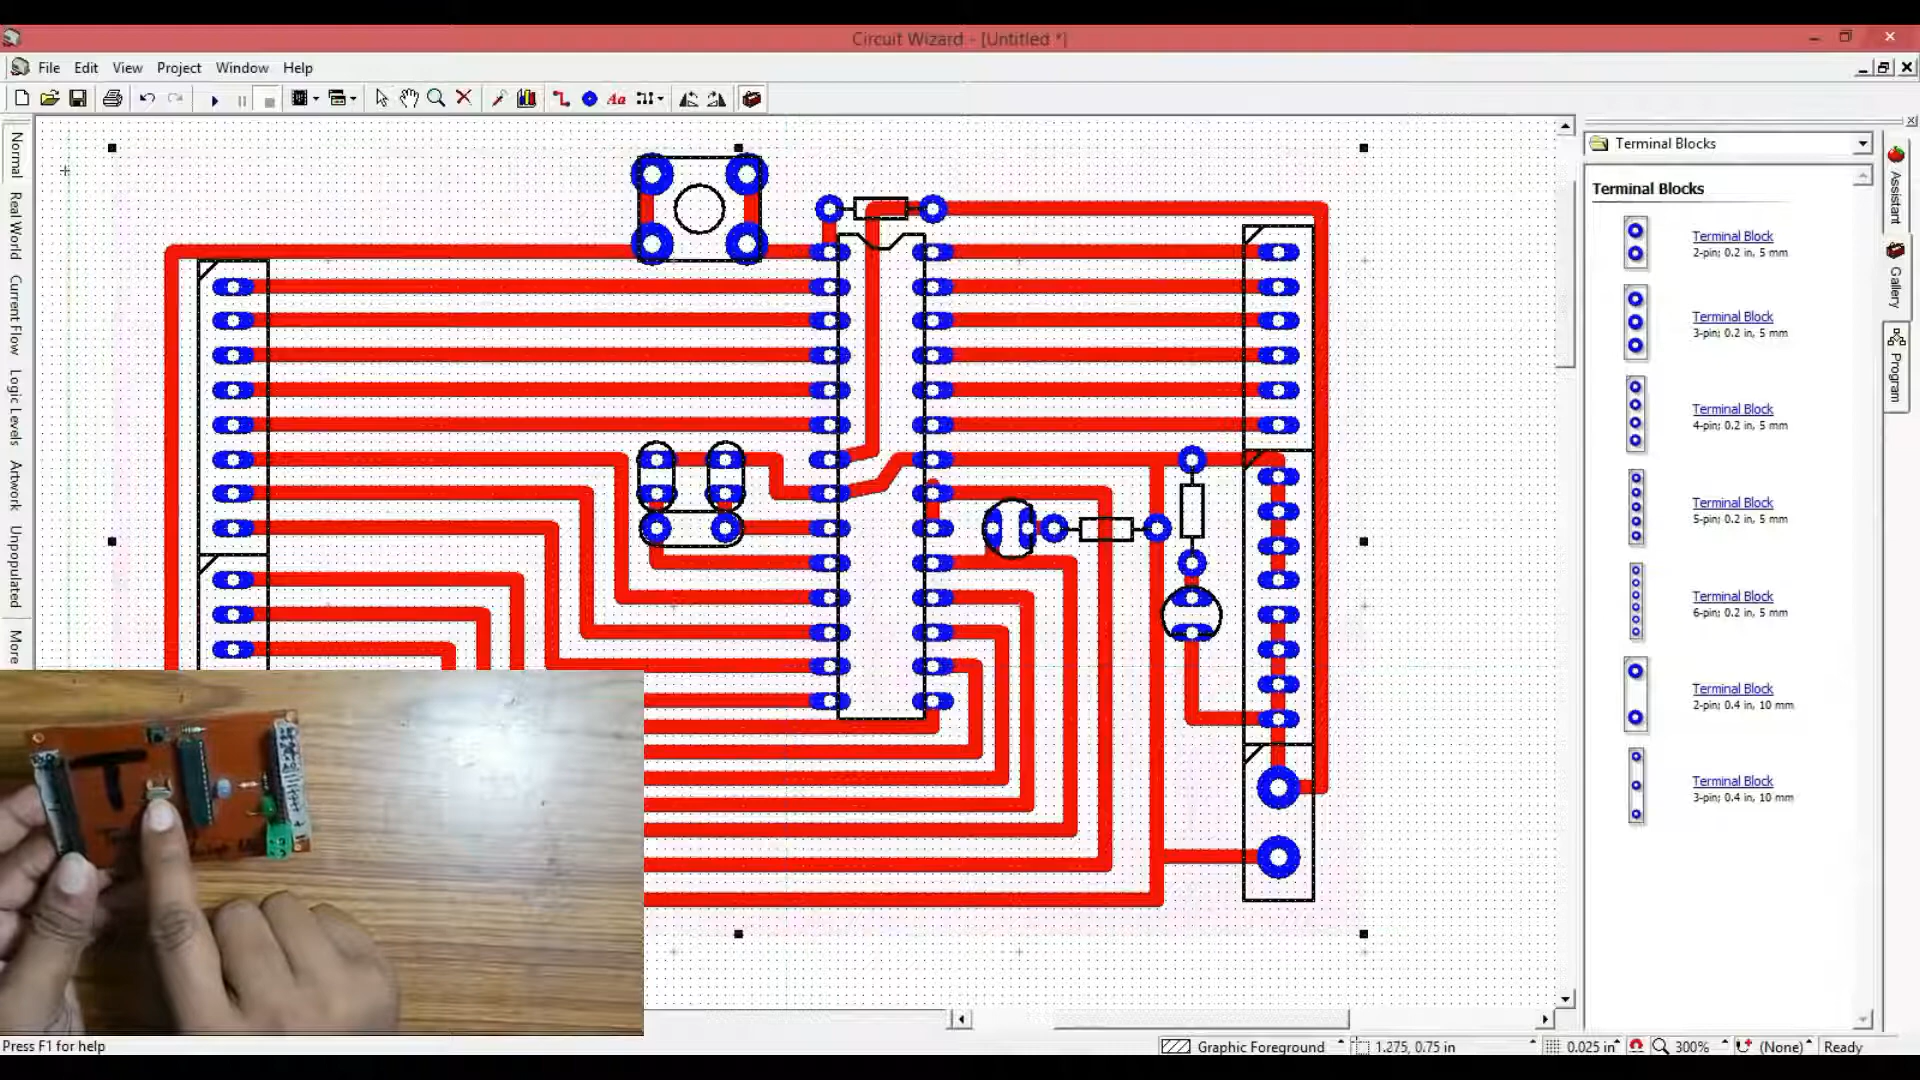 Circuit Wizard - [Untitled *]
File Edit View Project Window Help
Aa
Normal
Real World
Current Flow
Logic Levels
Artwork
Unpopulated
More
Terminal Blocks
Terminal Blocks
Terminal Block
2-pin; 0.2 in, 5 mm
Terminal Block
3-pin; 0.2 in, 5 mm
Terminal Block
4-pin; 0.2 in, 5 mm
Terminal Block
5-pin; 0.2 in, 5 mm
Terminal Block
6-pin; 0.2 in, 5 mm
Terminal Block
2-pin; 0.4 in, 10 mm
Terminal Block
3-pin; 0.4 in, 10 mm
Assistant
Gallery
Program
Press F1 for help
Graphic Foreground
1.275, 0.75 in
0.025 in
300%
(None)
Ready